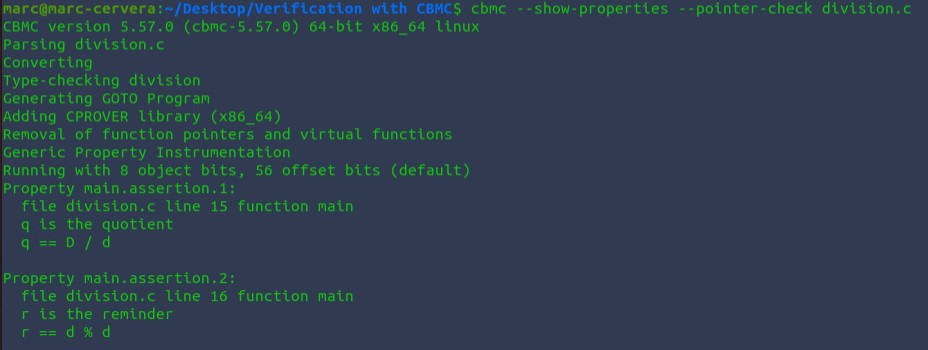 marc@marc-cervera:~/Desktop/Verification with CBMC$ cbmc --show-properties --pointer-check division.c
CBMC version 5.57.0 (cbmc-5.57.0) 64-bit x86_64 linux
Parsing division.c
Converting
Type-checking division
Generating GOTO Program
Adding CPROVER library (x86_64)
Removal of function pointers and virtual functions
Generic Property Instrumentation
Running with 8 object bits, 56 offset bits (default)
Property main.assertion.1:
  file division.c line 15 function main
  q is the quotient
  q == D / d

Property main.assertion.2:
  file division.c line 16 function main
  r is the reminder
  r == d % d